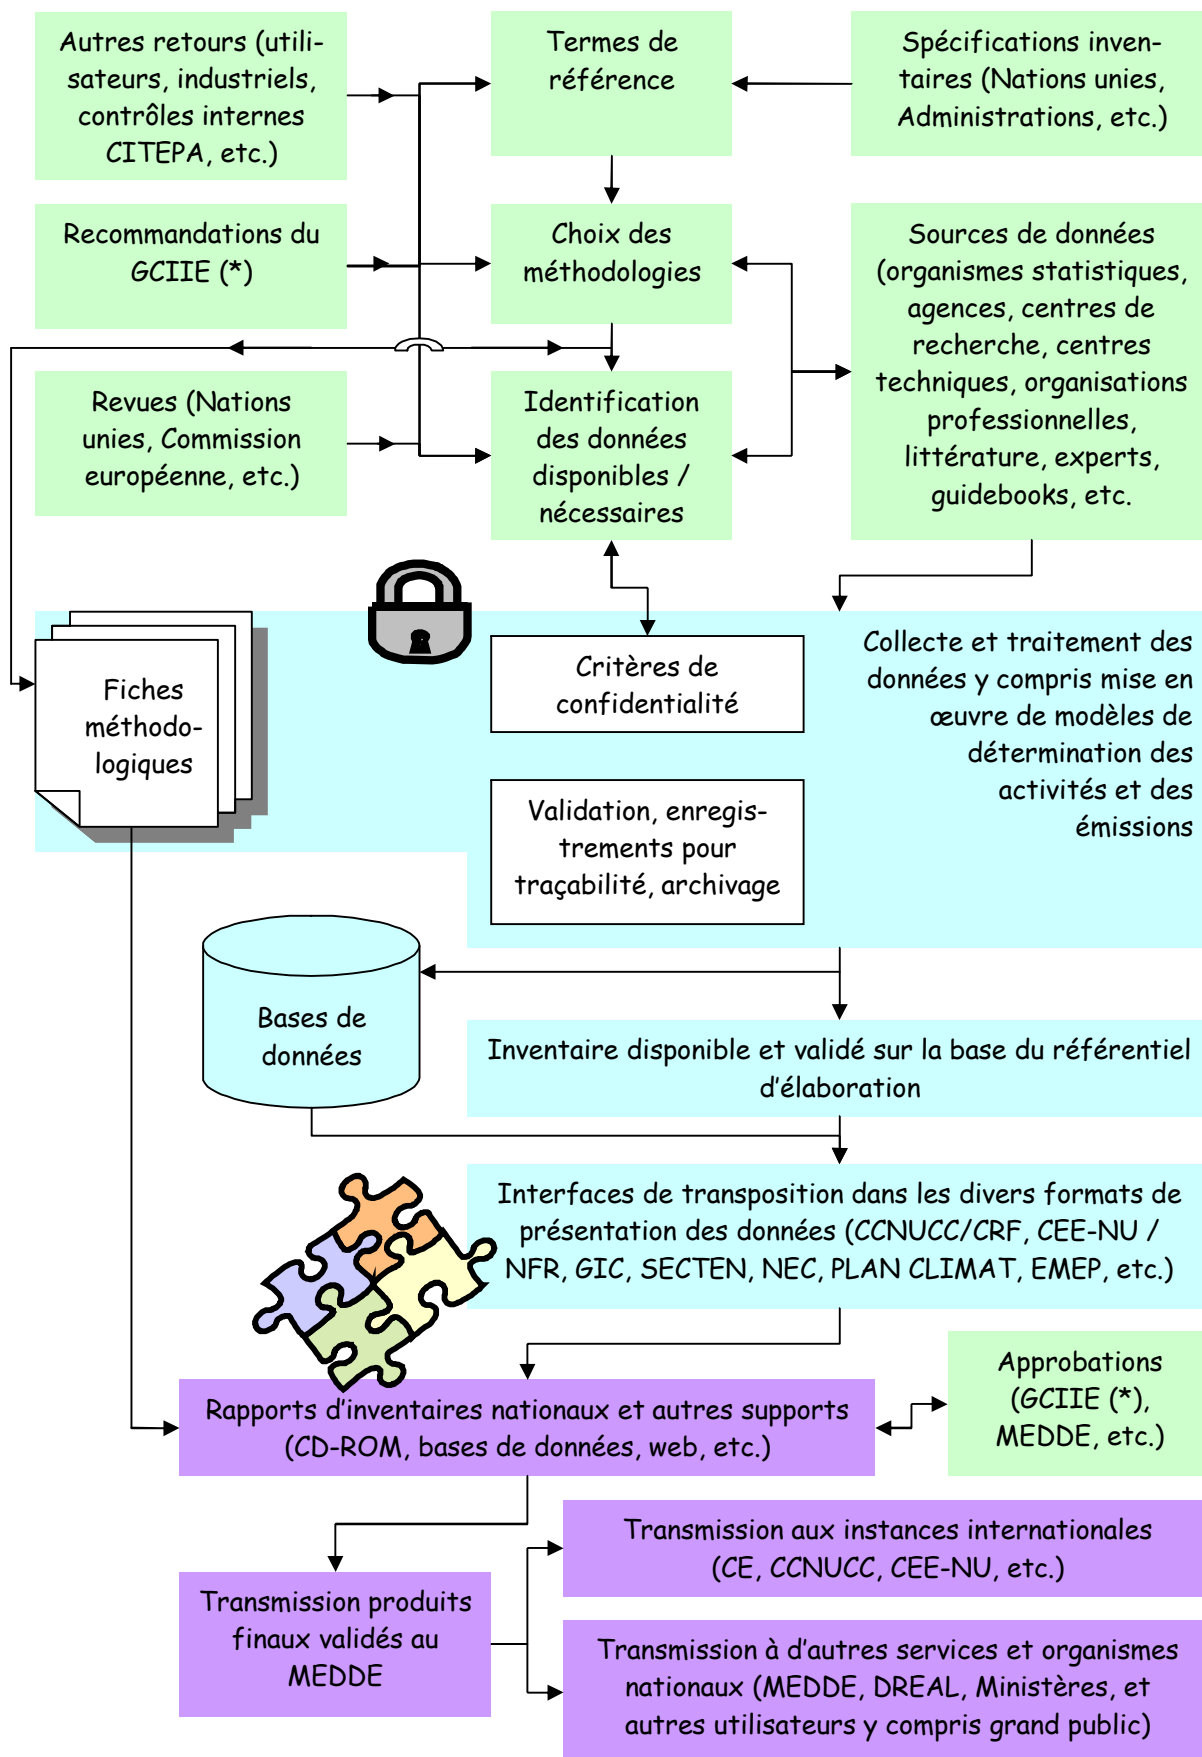 Autres retours (utili-
sateurs, industriels,
contrôles internes
CITEPA, etc.)
Termes de
référence
Spécifications inven-
taires (Nations unies,
Administrations, etc.)
Recommandations du
GCIIE (*)
Choix des
méthodologies
Sources de données
(organismes statistiques,
agences, centres de
recherche, centres
techniques, organisations
professionnelles,
littérature, experts,
guidebooks, etc.
Revues (Nations
unies, Commission
européenne, etc.)
Identification
des données
disponibles /
nécessaires
Fiches
méthodo-
logiques
Critères de
confidentialité
Collecte et traitement des
données y compris mise en
œuvre de modèles de
détermination des
activités et des
émissions
Validation, enregis-
trements pour
traçabilité, archivage
Bases de
données
Inventaire disponible et validé sur la base du référentiel
d’élaboration
Interfaces de transposition dans les divers formats de
présentation des données (CCNUCC/CRF, CEE-NU /
NFR, GIC, SECTEN, NEC, PLAN CLIMAT, EMEP, etc.)
Approbations
(GCIIE (*),
MEDDE, etc.)
Rapports d’inventaires nationaux et autres supports
(CD-ROM, bases de données, web, etc.)
Transmission aux instances internationales
(CE, CCNUCC, CEE-NU, etc.)
Transmission produits
finaux validés au
MEDDE
Transmission à d’autres services et organismes
nationaux (MEDDE, DREAL, Ministères, et
autres utilisateurs y compris grand public)